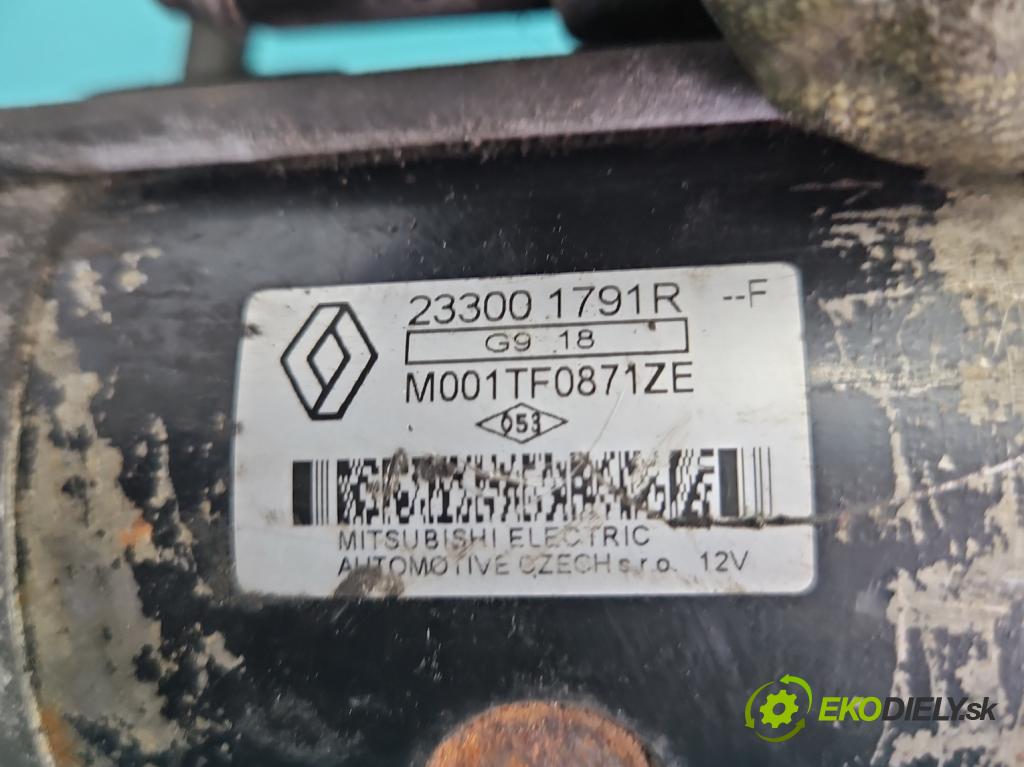 23300 1791R --F
G9 18
M001TF0871ZE
053
MITSUBISHI ELECTRIC
AUTOMOTIVE CZECH s.r.o. 12V
EKODIELY.sk